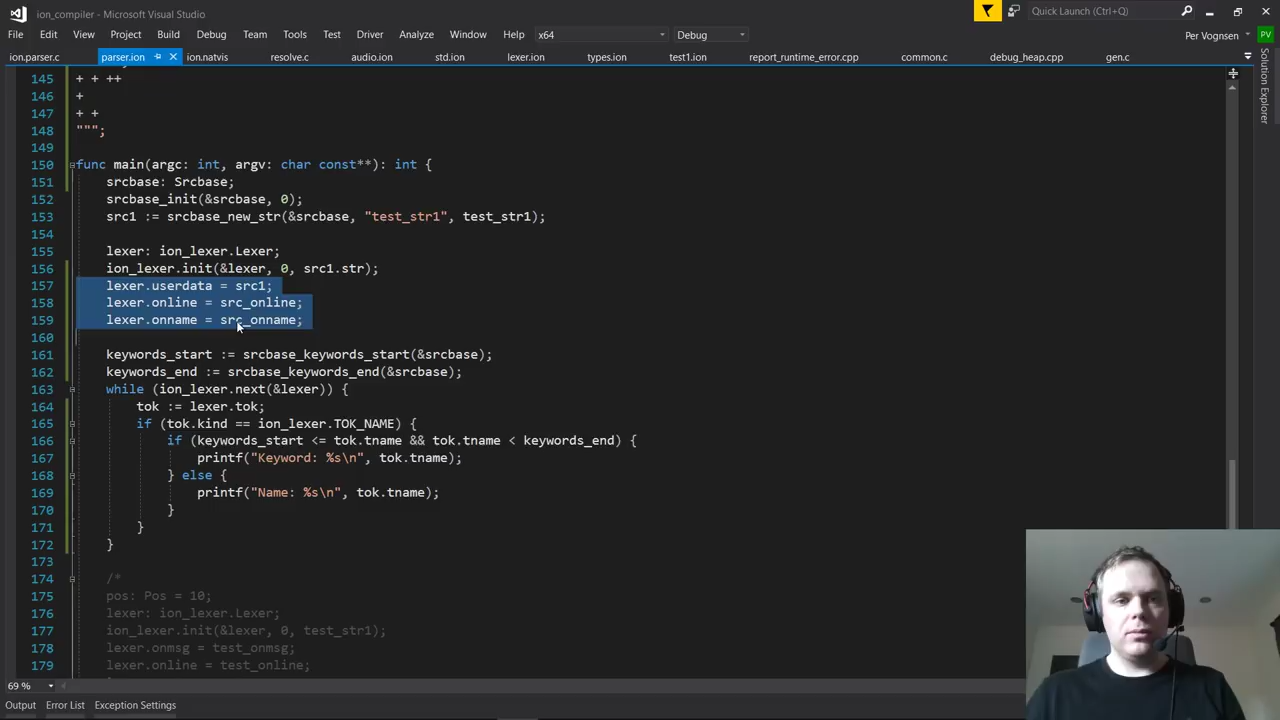 ion_compiler - Microsoft Visual Studio
Quick Launch (Ctrl+Q)
File Edit View Project Build Debug Team Tools Test Driver Analyze Window Help x64 Debug Per Vognsen PV
ion.parser.c parser.ion ion.natvis resolve.c audio.ion std.ion lexer.ion types.ion test1.ion report_runtime_error.cpp common.c debug_heap.cpp gen.c
Solution Explorer
145 + + ++
146 +
147 + +
148 """;
149
150 func main(argc: int, argv: char const**): int {
151 srcbase: Srcbase;
152 srcbase_init(&srcbase, 0);
153 src1 := srcbase_new_str(&srcbase, "test_str1", test_str1);
154
155 lexer: ion_lexer.Lexer;
156 ion_lexer.init(&lexer, 0, src1.str);
157 lexer.userdata = src1;
158 lexer.online = src_online;
159 lexer.onname = src_onname;
160
161 keywords_start := srcbase_keywords_start(&srcbase);
162 keywords_end := srcbase_keywords_end(&srcbase);
163 while (ion_lexer.next(&lexer)) {
164 tok := lexer.tok;
165 if (tok.kind == ion_lexer.TOK_NAME) {
166 if (keywords_start <= tok.tname && tok.tname < keywords_end) {
167 printf("Keyword: %s\n", tok.tname);
168 } else {
169 printf("Name: %s\n", tok.tname);
170 }
171 }
172 }
173
174 /*
175 pos: Pos = 10;
176 lexer: ion_lexer.Lexer;
177 ion_lexer.init(&lexer, 0, test_str1);
178 lexer.onmsg = test_onmsg;
179 lexer.online = test_online;
69 %
Output Error List Exception Settings